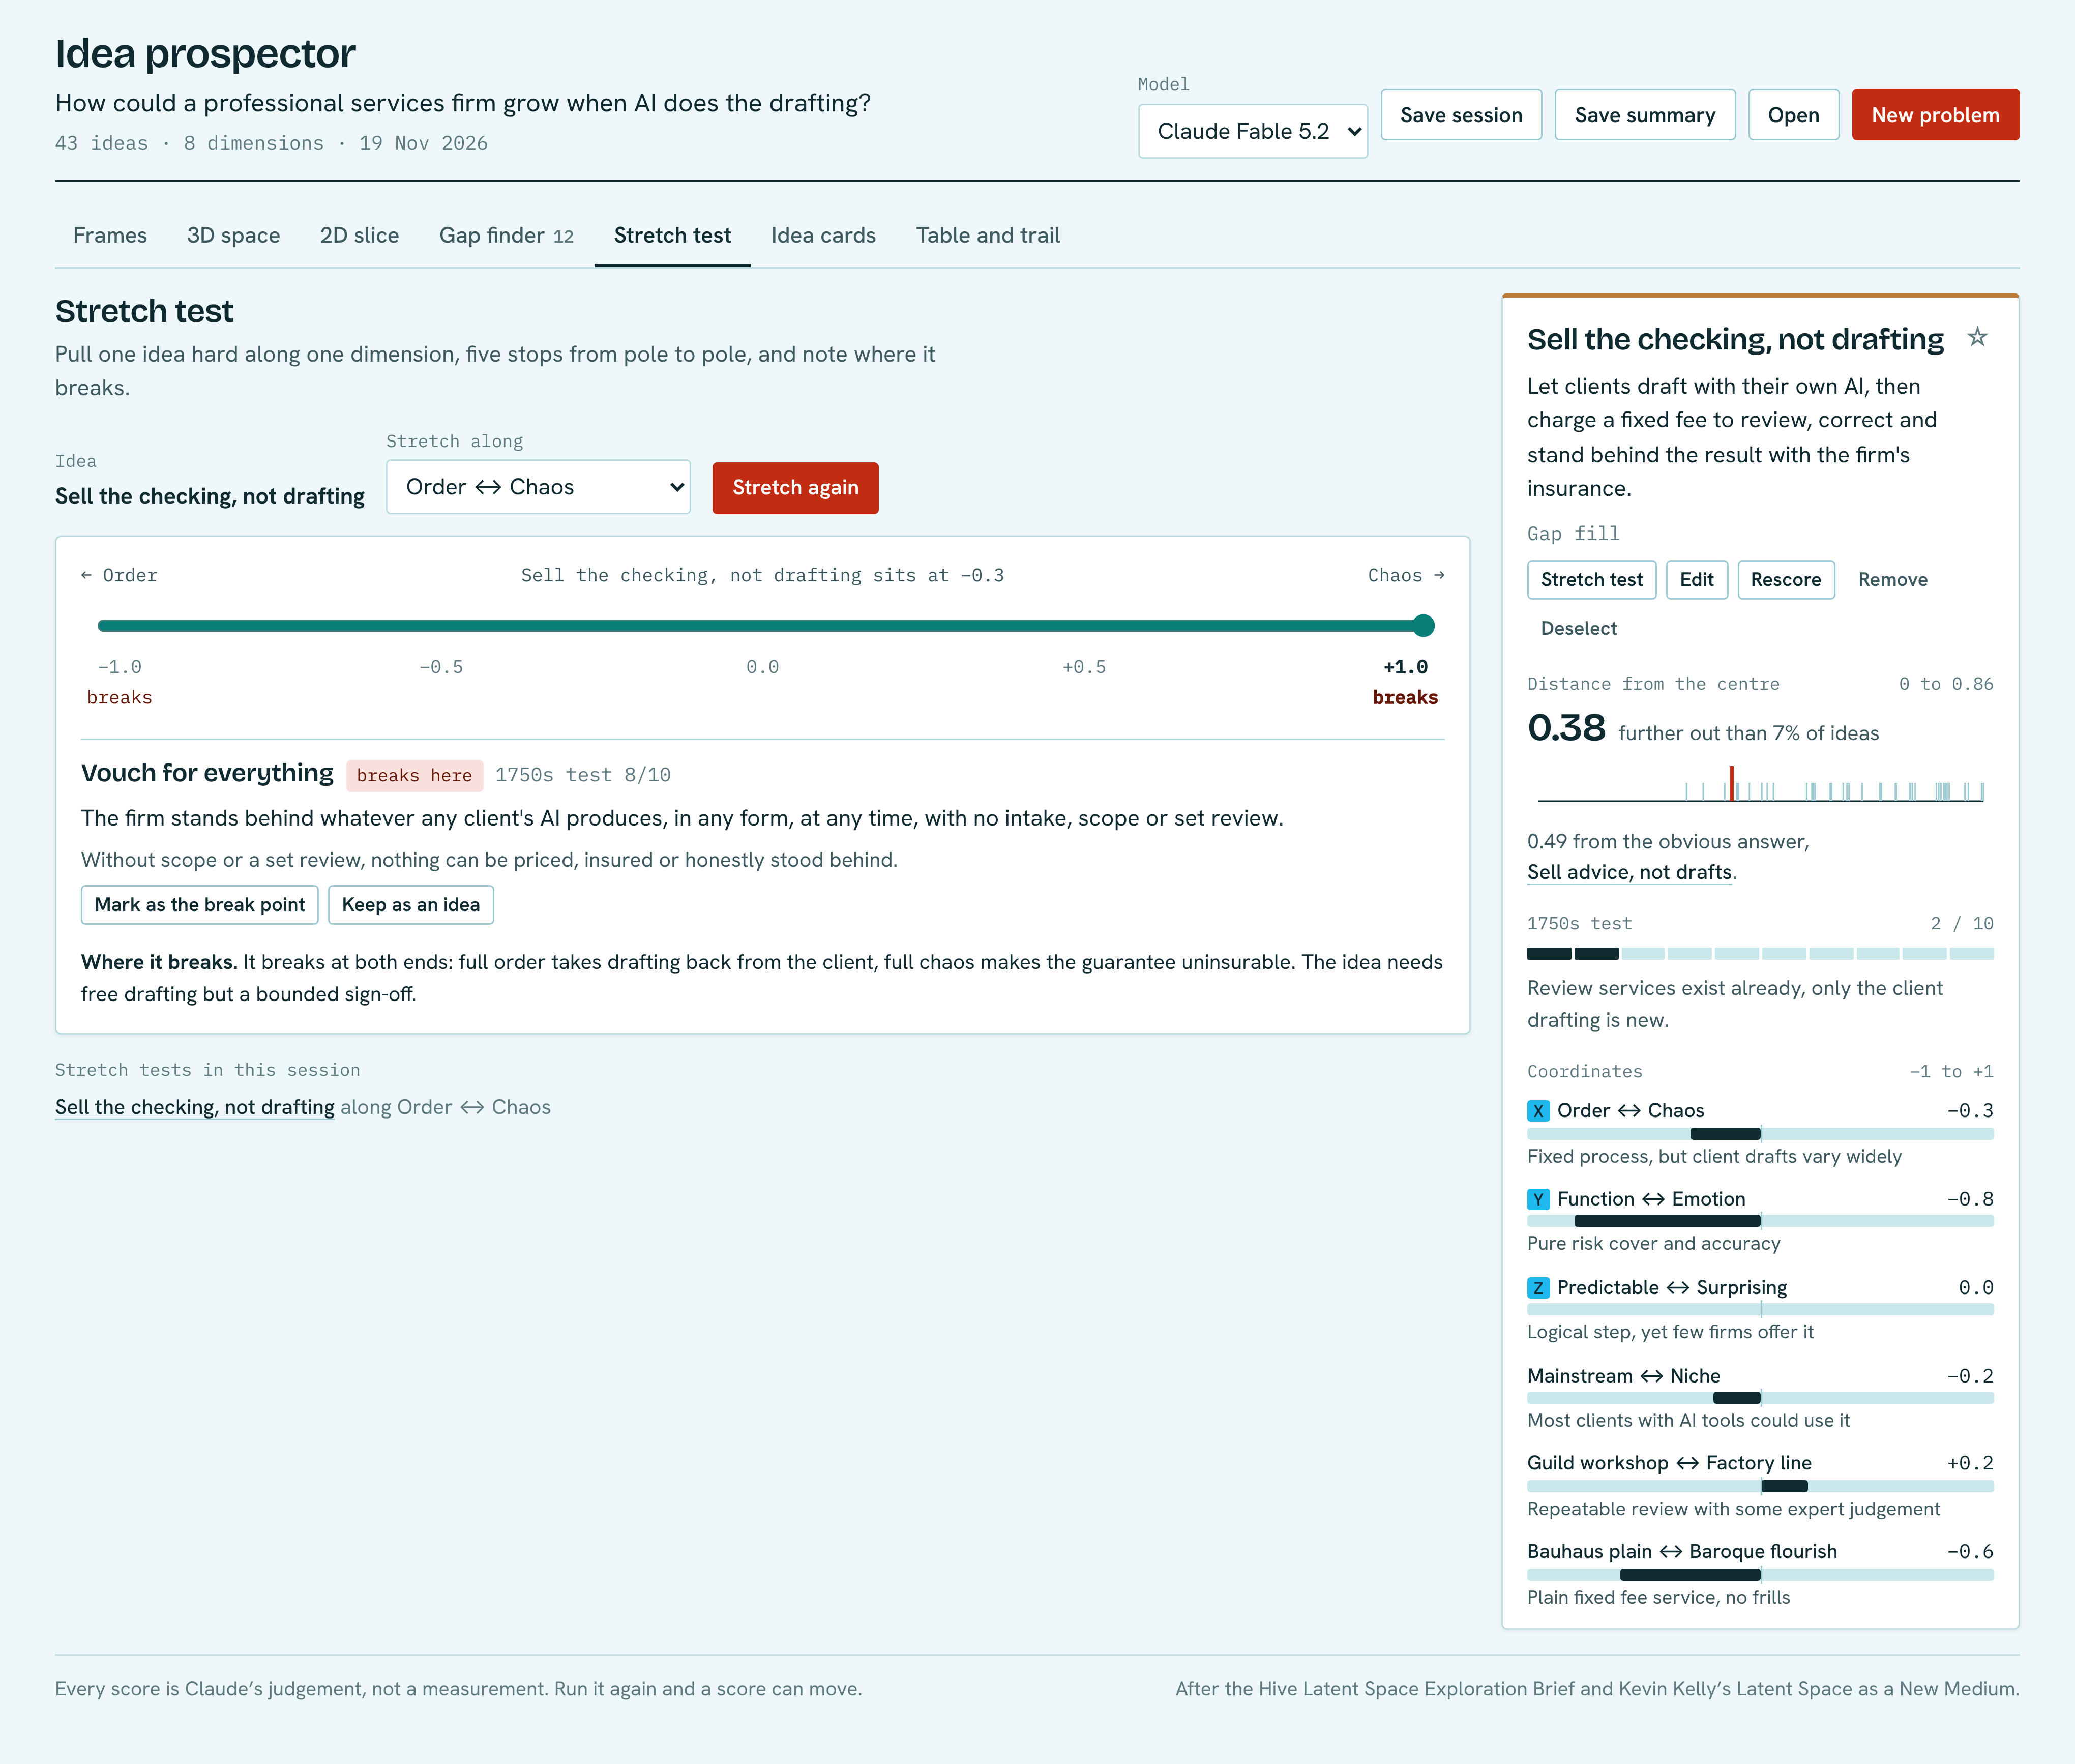 Idea prospector
How could a professional services firm grow when AI does the drafting?
43 ideas · 8 dimensions · 19 Nov 2026
Model
Claude Fable 5.2
Save session
Save summary
Open
New problem
Frames
3D space
2D slice
Gap finder 12
Stretch test
Idea cards
Table and trail
Stretch test
Pull one idea hard along one dimension, five stops from pole to pole, and note where it
breaks.
Idea
Sell the checking, not drafting
Stretch along
Order ↔ Chaos
Stretch again
← Order
Sell the checking, not drafting sits at −0.3
Chaos →
−1.0
−0.5
0.0
+0.5
+1.0
breaks
breaks
Vouch for everything breaks here 1750s test 8/10
The firm stands behind whatever any client's AI produces, in any form, at any time, with no intake, scope or set review.
Without scope or a set review, nothing can be priced, insured or honestly stood behind.
Mark as the break point
Keep as an idea
Where it breaks. It breaks at both ends: full order takes drafting back from the client, full chaos makes the guarantee uninsurable. The idea needs
free drafting but a bounded sign-off.
Stretch tests in this session
Sell the checking, not drafting along Order ↔ Chaos
Sell the checking, not drafting ☆
Let clients draft with their own AI, then
charge a fixed fee to review, correct and
stand behind the result with the firm's
insurance.
Gap fill
Stretch test
Edit
Rescore
Remove
Deselect
Distance from the centre 0 to 0.86
0.38 further out than 7% of ideas
0.49 from the obvious answer,
Sell advice, not drafts.
1750s test 2 / 10
Review services exist already, only the client
drafting is new.
Coordinates −1 to +1
X Order ↔ Chaos −0.3
Fixed process, but client drafts vary widely
Y Function ↔ Emotion −0.8
Pure risk cover and accuracy
Z Predictable ↔ Surprising 0.0
Logical step, yet few firms offer it
Mainstream ↔ Niche −0.2
Most clients with AI tools could use it
Guild workshop ↔ Factory line +0.2
Repeatable review with some expert judgement
Bauhaus plain ↔ Baroque flourish −0.6
Plain fixed fee service, no frills
Every score is Claude’s judgement, not a measurement. Run it again and a score can move.
After the Hive Latent Space Exploration Brief and Kevin Kelly’s Latent Space as a New Medium.